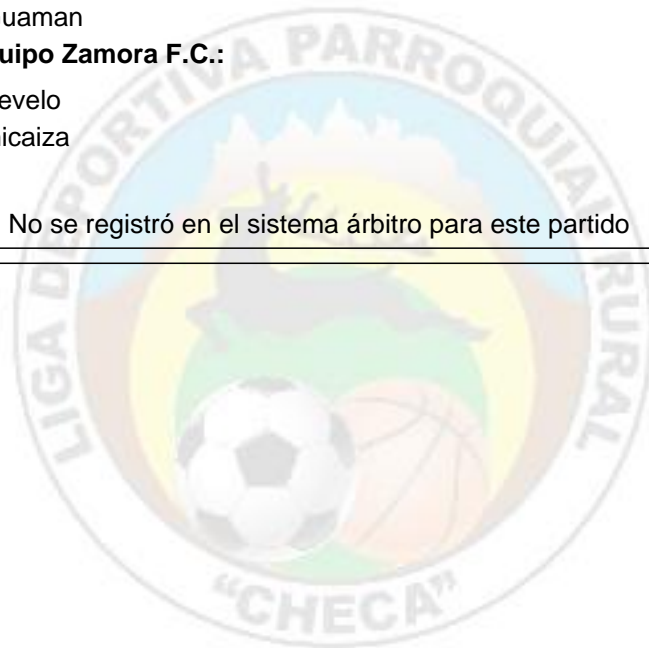 uaman
uipo Zamora F.C.:
evelo
icaiza
No se registró en el sistema árbitro para este partido
LIGA DEPORTIVA PARROQUIAL RURAL
“CHECA”